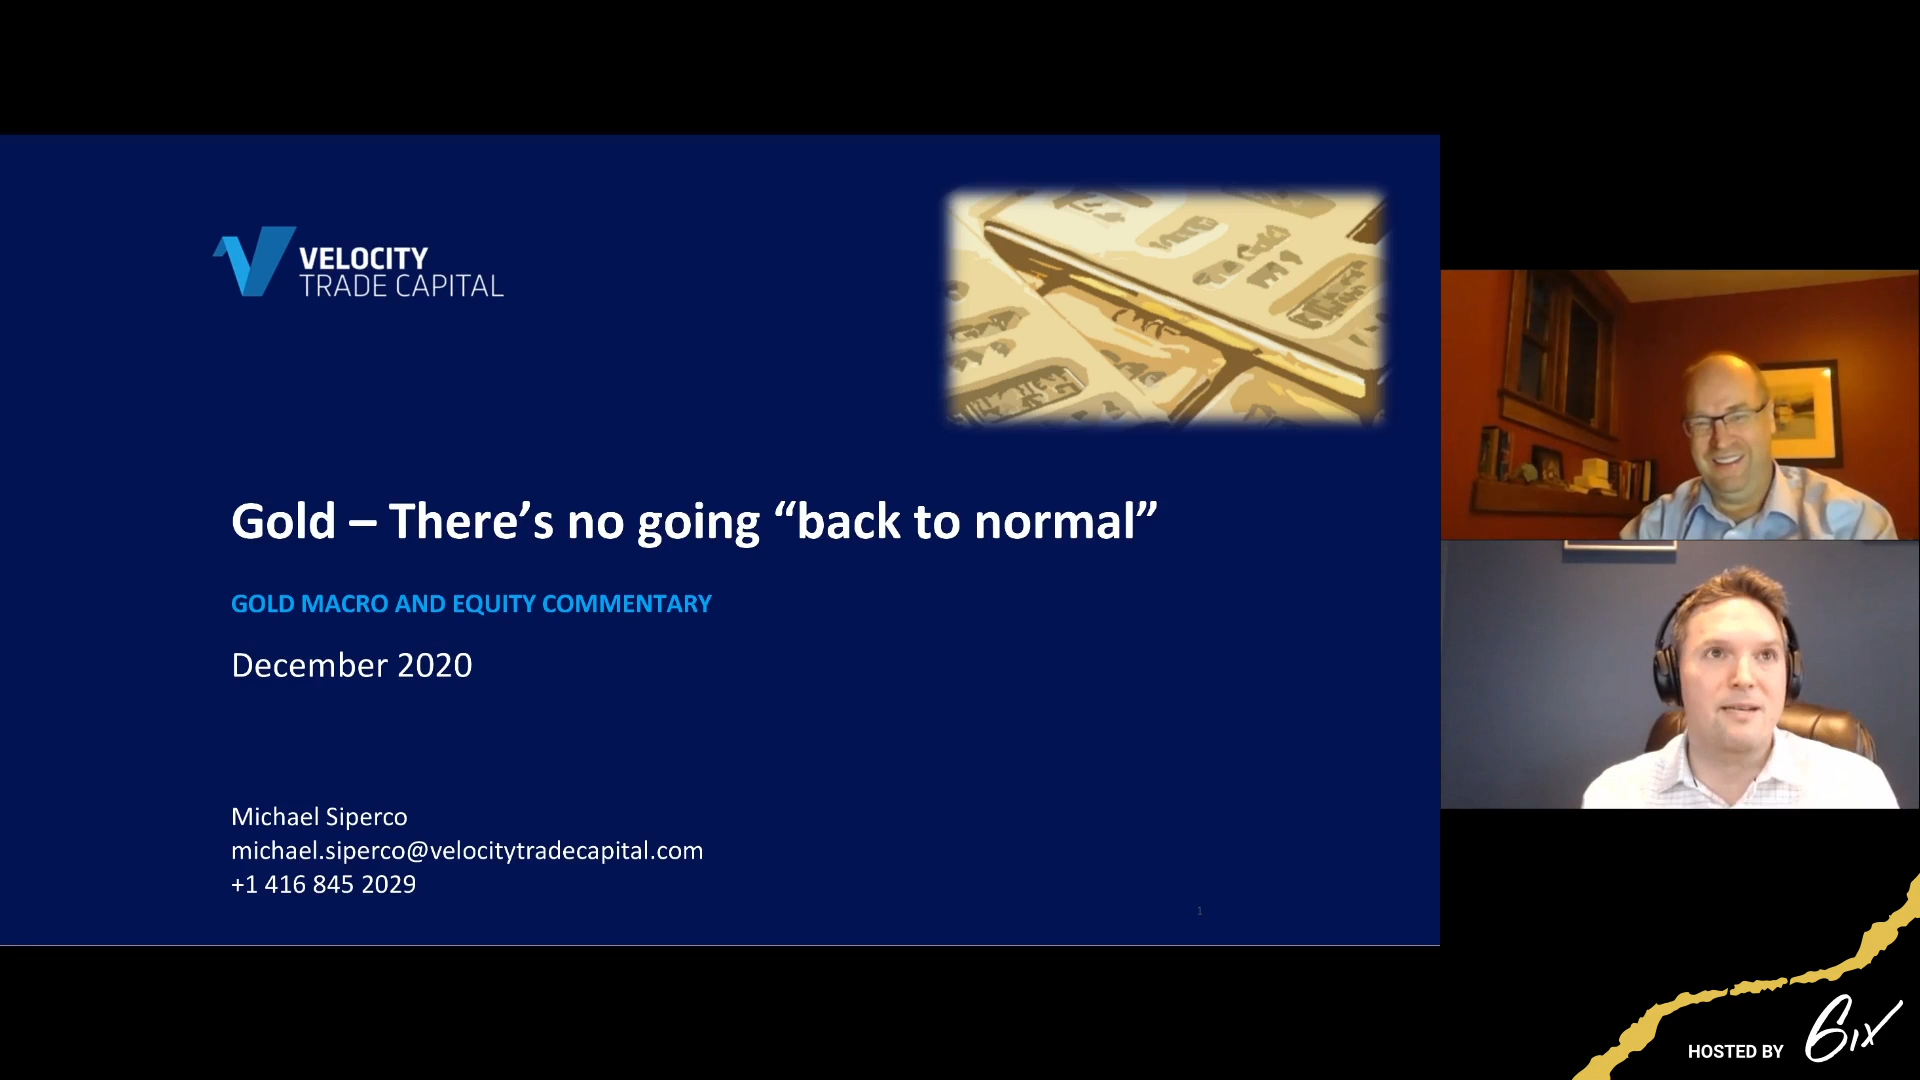 VELOCITY
TRADE CAPITAL
Gold – There’s no going “back to normal”
GOLD MACRO AND EQUITY COMMENTARY
December 2020
Michael Siperco
michael.siperco@velocitytradecapital.com
+1 416 845 2029
1
HOSTED BY 6ix